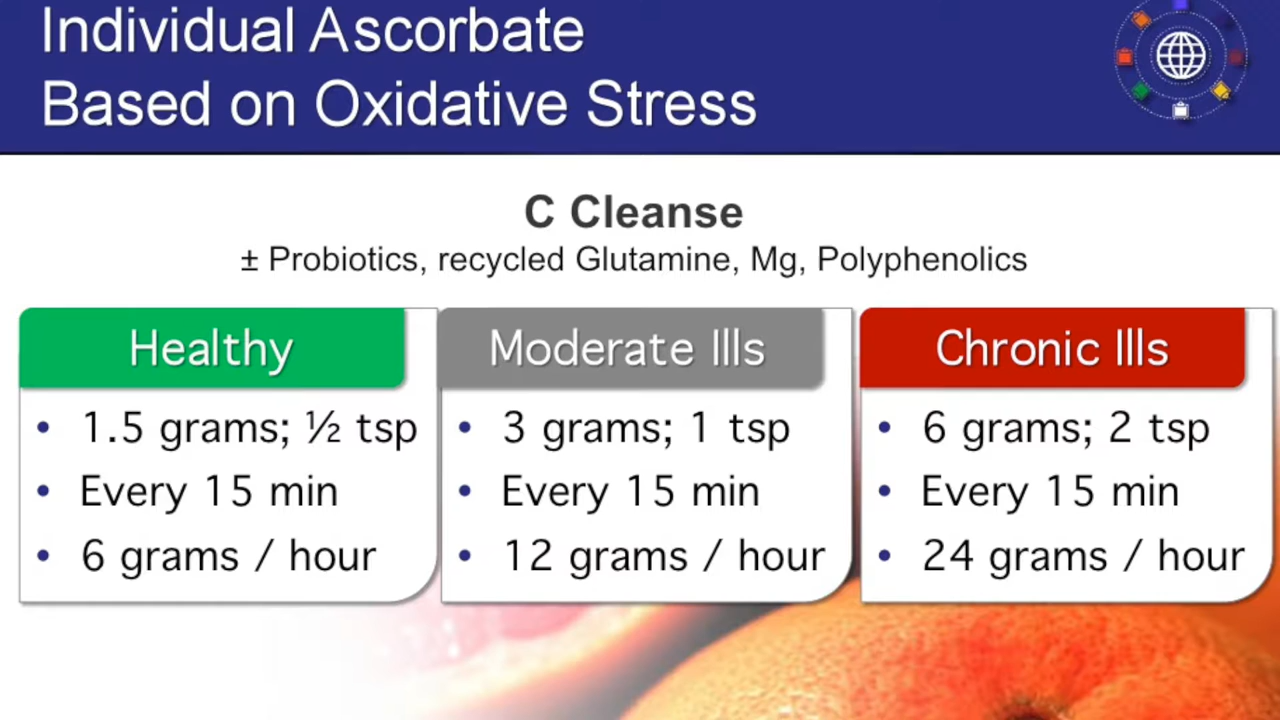 Individual Ascorbate
Based on Oxidative Stress
C Cleanse
± Probiotics, recycled Glutamine, Mg, Polyphenolics
Healthy
• 1.5 grams; ½ tsp
• Every 15 min
• 6 grams / hour
Moderate Ills
• 3 grams; 1 tsp
• Every 15 min
• 12 grams / hour
Chronic Ills
• 6 grams; 2 tsp
• Every 15 min
• 24 grams / hour